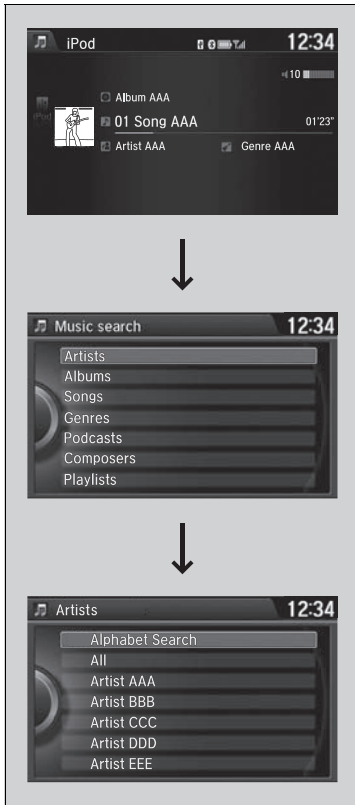 iPod 12:34
10
iPod
Album AAA
01 Song AAA 01'23"
Artist AAA Genre AAA
Music search 12:34
Artists
Albums
Songs
Genres
Podcasts
Composers
Playlists
Artists 12:34
Alphabet Search
All
Artist AAA
Artist BBB
Artist CCC
Artist DDD
Artist EEE